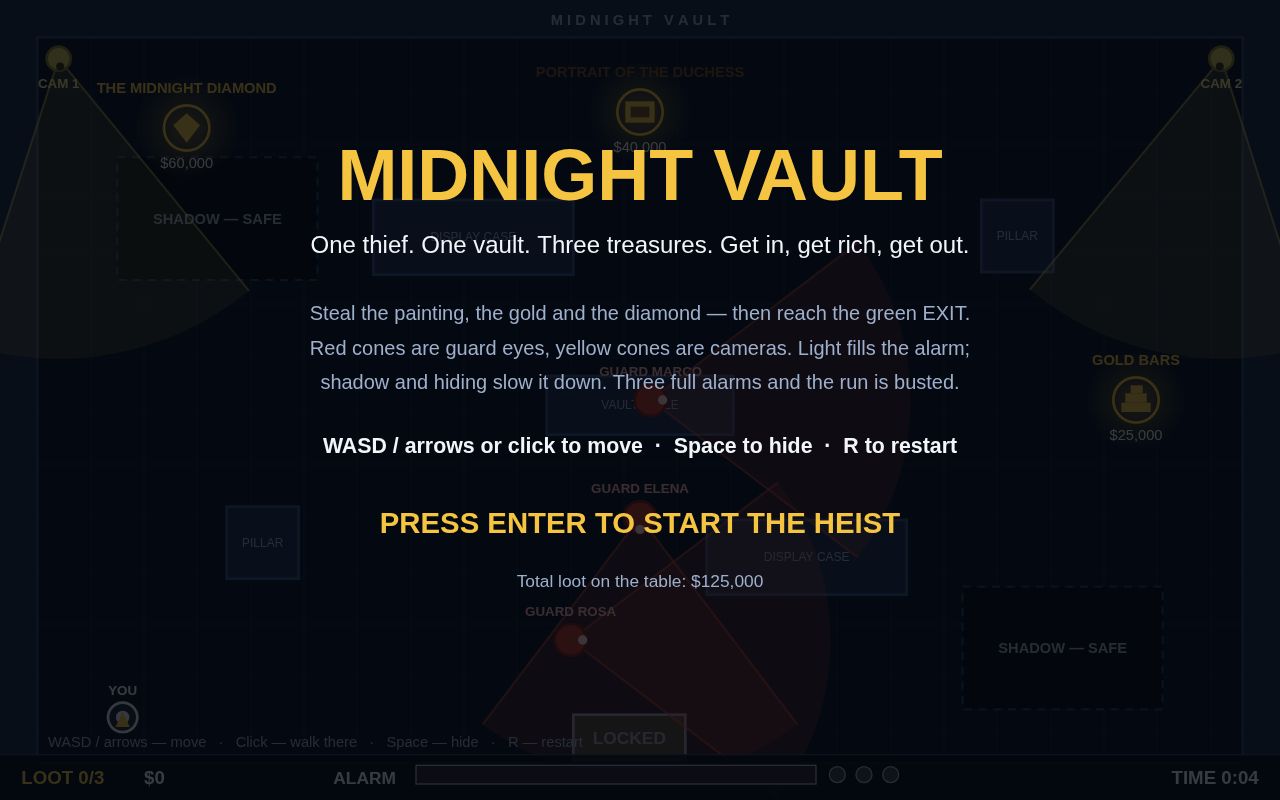 MIDNIGHT VAULT
CAM 1
THE MIDNIGHT DIAMOND
PORTRAIT OF THE DUCHESS
CAM 2
$60,000
$40,000
MIDNIGHT VAULT
SHADOW — SAFE
DISPLAY CASE
PILLAR
One thief. One vault. Three treasures. Get in, get rich, get out.
Steal the painting, the gold and the diamond — then reach the green EXIT.
Red cones are guard eyes, yellow cones are cameras. Light fills the alarm;
GOLD BARS
GUARD MARCO
shadow and hiding slow it down. Three full alarms and the run is busted.
$25,000
WASD / arrows or click to move · Space to hide · R to restart
GUARD ELENA
PRESS ENTER TO START THE HEIST
PILLAR
DISPLAY CASE
Total loot on the table: $125,000
GUARD ROSA
SHADOW — SAFE
YOU
WASD / arrows — move · Click — walk there · Space — hide · R — restart
LOCKED
LOOT 0/3 $0 ALARM TIME 0:04